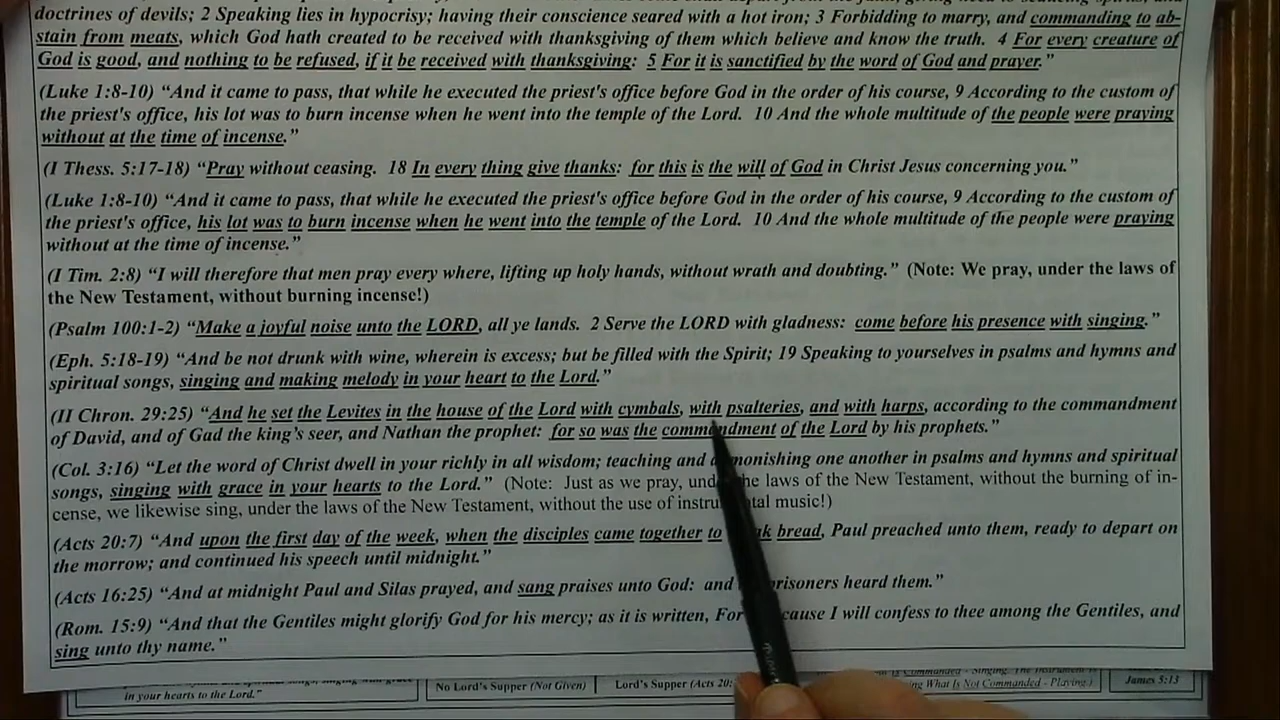 doctrines of devils; 2 Speaking lies in hypocrisy; having their conscience seared with a hot iron; 3 Forbidding to marry, and commanding to ab-
stain from meats, which God hath created to be received with thanksgiving of them which believe and know the truth. 4 For every creature of
God is good, and nothing to be refused, if it be received with thanksgiving: 5 For it is sanctified by the word of God and prayer."
(Luke 1:8-10) "And it came to pass, that while he executed the priest's office before God in the order of his course, 9 According to the custom of
the priest's office, his lot was to burn incense when he went into the temple of the Lord. 10 And the whole multitude of the people were praying
without at the time of incense."
(I Thess. 5:17-18) "Pray without ceasing. 18 In every thing give thanks: for this is the will of God in Christ Jesus concerning you."
(Luke 1:8-10) "And it came to pass, that while he executed the priest's office before God in the order of his course, 9 According to the custom of
the priest's office, his lot was to burn incense when he went into the temple of the Lord. 10 And the whole multitude of the people were praying
without at the time of incense."
(I Tim. 2:8) "I will therefore that men pray every where, lifting up holy hands, without wrath and doubting." (Note: We pray, under the laws of
the New Testament, without burning incense!)
(Psalm 100:1-2) "Make a joyful noise unto the LORD, all ye lands. 2 Serve the LORD with gladness: come before his presence with singing."
(Eph. 5:18-19) "And be not drunk with wine, wherein is excess; but be filled with the Spirit; 19 Speaking to yourselves in psalms and hymns and
spiritual songs, singing and making melody in your heart to the Lord."
(II Chron. 29:25) "And he set the Levites in the house of the Lord with cymbals, with psalteries, and with harps, according to the commandment
of David, and of Gad the king's seer, and Nathan the prophet: for so was the commandment of the Lord by his prophets."
(Col. 3:16) "Let the word of Christ dwell in your richly in all wisdom; teaching and admonishing one another in psalms and hymns and spiritual
songs, singing with grace in your hearts to the Lord." (Note: Just as we pray, under the laws of the New Testament, without the burning of in-
cense, we likewise sing, under the laws of the New Testament, without the use of instrumental music!)
(Acts 20:7) "And upon the first day of the week, when the disciples came together to break bread, Paul preached unto them, ready to depart on
the morrow; and continued his speech until midnight."
(Acts 16:25) "And at midnight Paul and Silas prayed, and sang praises unto God: and prisoners heard them."
(Rom. 15:9) "And that the Gentiles might glorify God for his mercy; as it is written, For cause I will confess to thee among the Gentiles, and
sing unto thy name."
in your hearts to the Lord."
No Lord's Supper (Not Given)
Lord's Supper (Acts 20:
Commanded - Singing. The Instrument
ing What Is Not Commanded - Playing.)
James 5:13